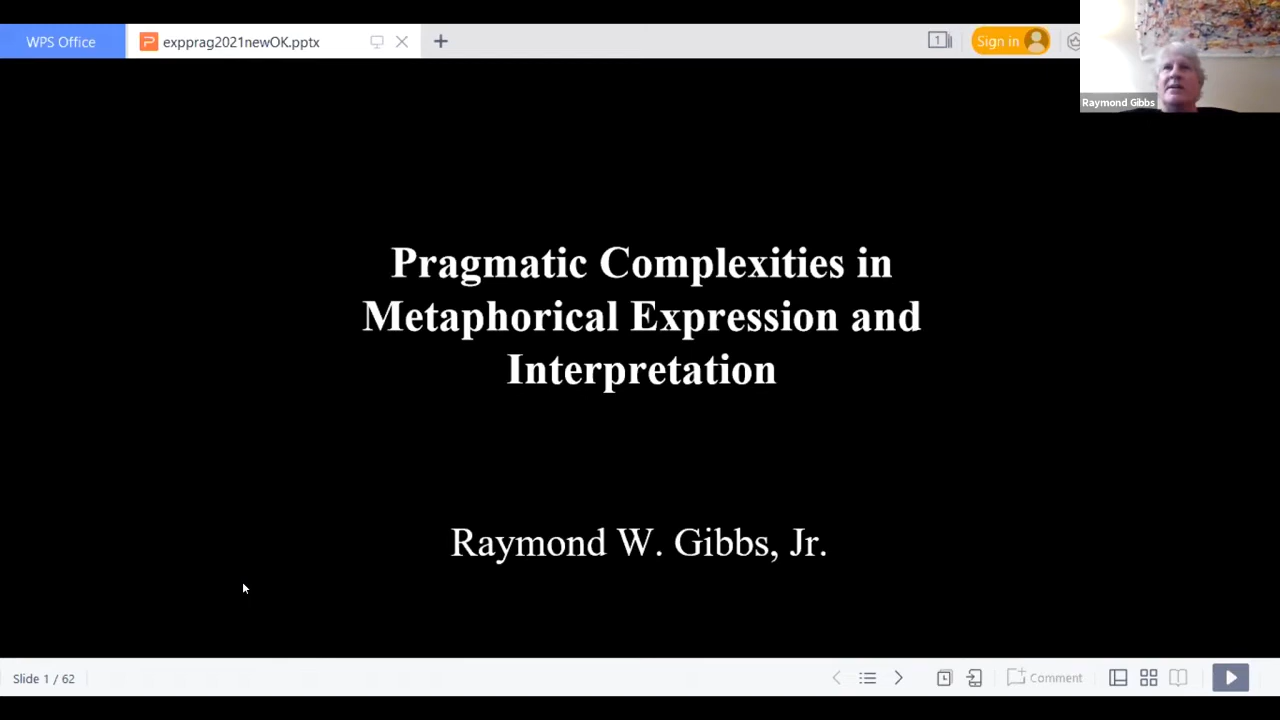 WPS Office
expprag2021newOK.pptx
1
Sign in
Raymond Gibbs
Pragmatic Complexities in
Metaphorical Expression and
Interpretation
Raymond W. Gibbs, Jr.
Slide 1 / 62
Comment